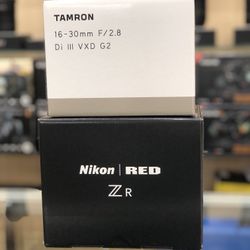 TAMRON
16-30mm F/2.8
Di III VXD G2
Nikon | RED
Z R